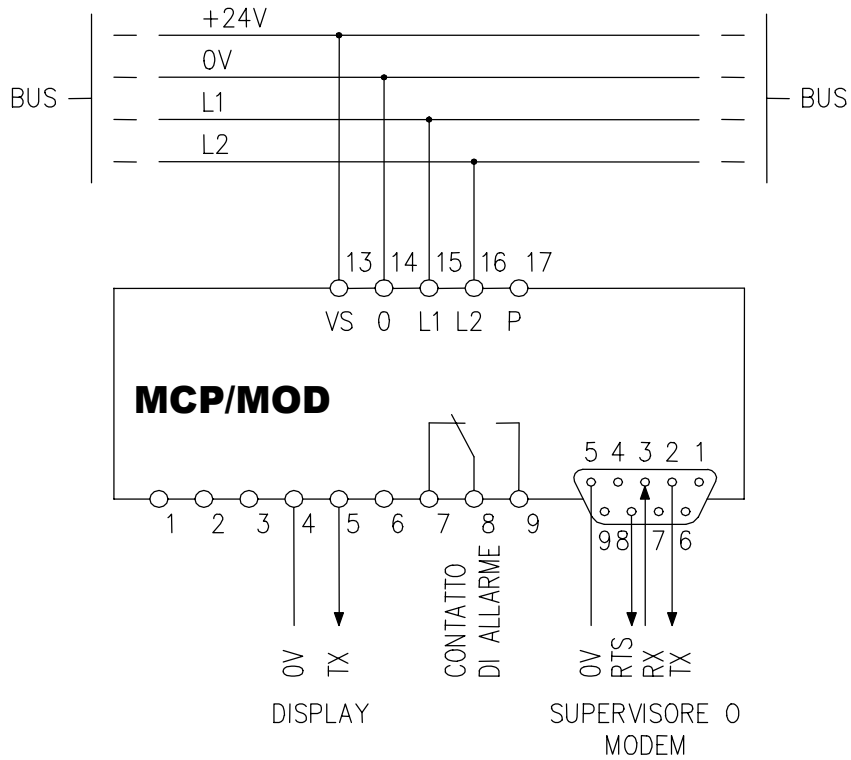 +24V
0V
BUS
L1
BUS
L2
13 14 15 16 17
VS 0 L1 L2 P
MCP/MOD
5 4 3 2 1
1 2 3 4 5 6 7 8 9
9 8 7 6
CONTATTO
DI ALLARME
0V
TX
0V
RTS
RX
TX
DISPLAY
SUPERVISORE O
MODEM